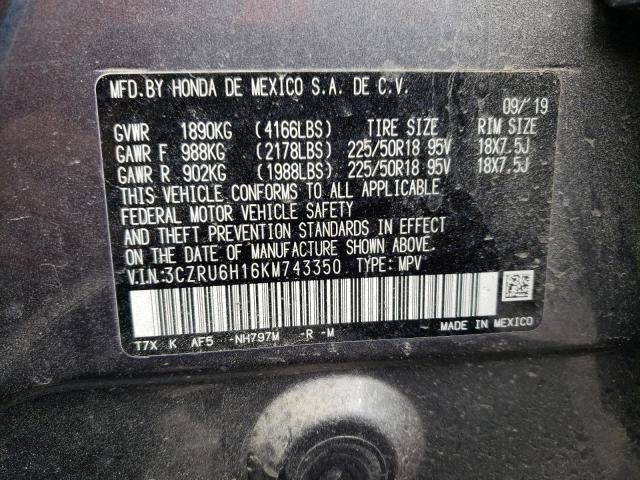 MFD.BY HONDA DE MEXICO S.A. DE C.V.
09/'19
GVWR 1890KG (4166LBS) TIRE SIZE RIM SIZE
GAWR F 988KG (2178LBS) 225/50R18 95V 18X7.5J
GAWR R 902KG (1988LBS) 225/50R18 95V 18X7.5J
THIS VEHICLE CONFORMS TO ALL APPLICABLE
FEDERAL MOTOR VEHICLE SAFETY
AND THEFT PREVENTION STANDARDS IN EFFECT
ON THE DATE OF MANUFACTURE SHOWN ABOVE.
V.I.N:3CZRU6H16KM743350 TYPE: MPV
T7X K AF5 -NH797M -R -M
MADE IN MEXICO